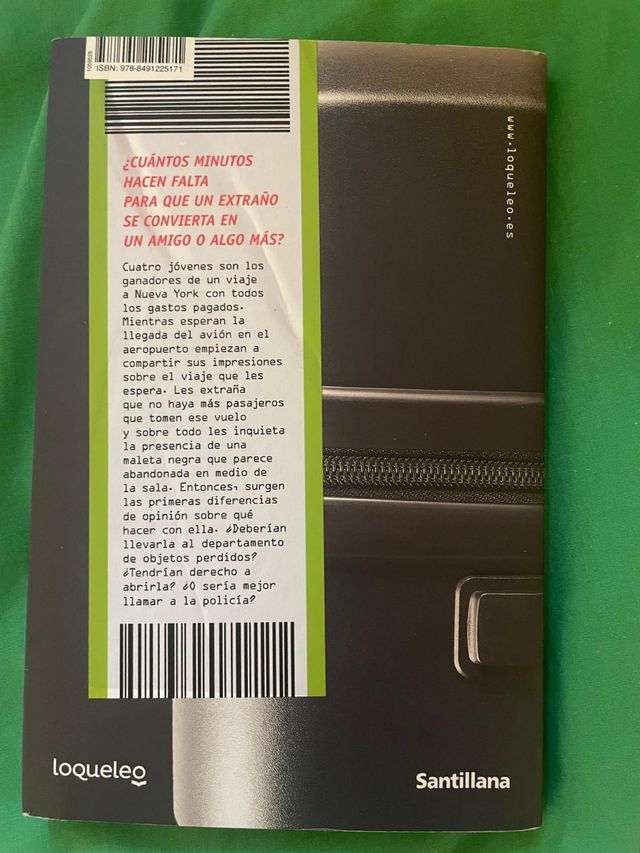 1059528
ISBN: 978-8491225171
¿CUÁNTOS MINUTOS
HACEN FALTA
PARA QUE UN EXTRAÑO
SE CONVIERTA EN
UN AMIGO O ALGO MÁS?
Cuatro jóvenes son los
ganadores de un viaje
a Nueva York con todos
los gastos pagados.
Mientras esperan la
llegada del avión en el
aeropuerto empiezan a
compartir sus impresiones
sobre el viaje que les
espera. Les extraña
que no haya más pasajeros
que tomen ese vuelo
y sobre todo les inquieta
la presencia de una
maleta negra que parece
abandonada en medio de
la sala. Entonces, surgen
las primeras diferencias
de opinión sobre qué
hacer con ella. ¿Deberían
llevarla al departamento
de objetos perdidos?
¿Tendrían derecho a
abrirla? ¿O sería mejor
llamar a la policía?
www.loqueleo.es
loqueleo
Santillana